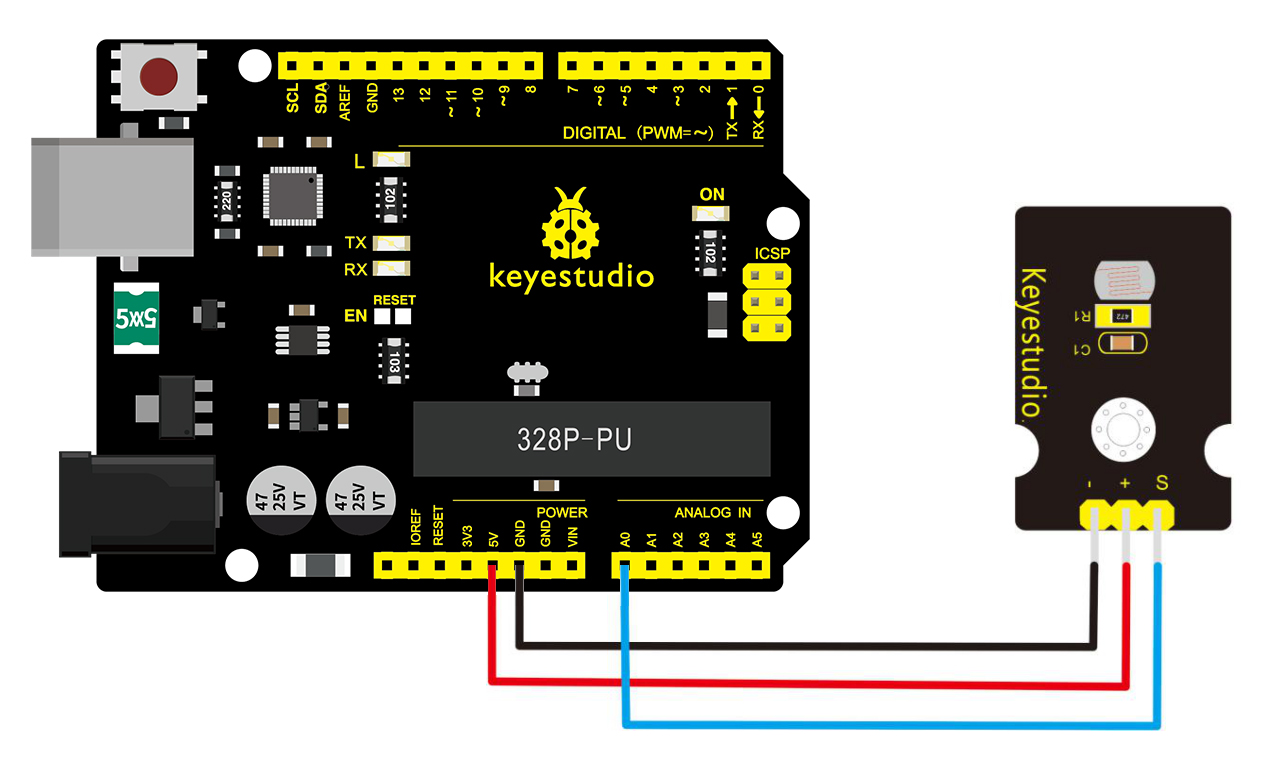 SCL
SDA
AREF
GND
13
12
~11
~10
~9
8
7
~6
~5
4
~3
2
TX→1
RX←0
DIGITAL (PWM=~)
L
220
102
ON
TX
RX
102
ICSP
keyestudio
RESET
EN
5XX5
103
328P-PU
47
25V
VT
47
25V
VT
POWER
ANALOG IN
IOREF
RESET
3V3
5V
GND
GND
VIN
A0
A1
A2
A3
A4
A5
Keyestudio
R1
472
C1
-
+
S